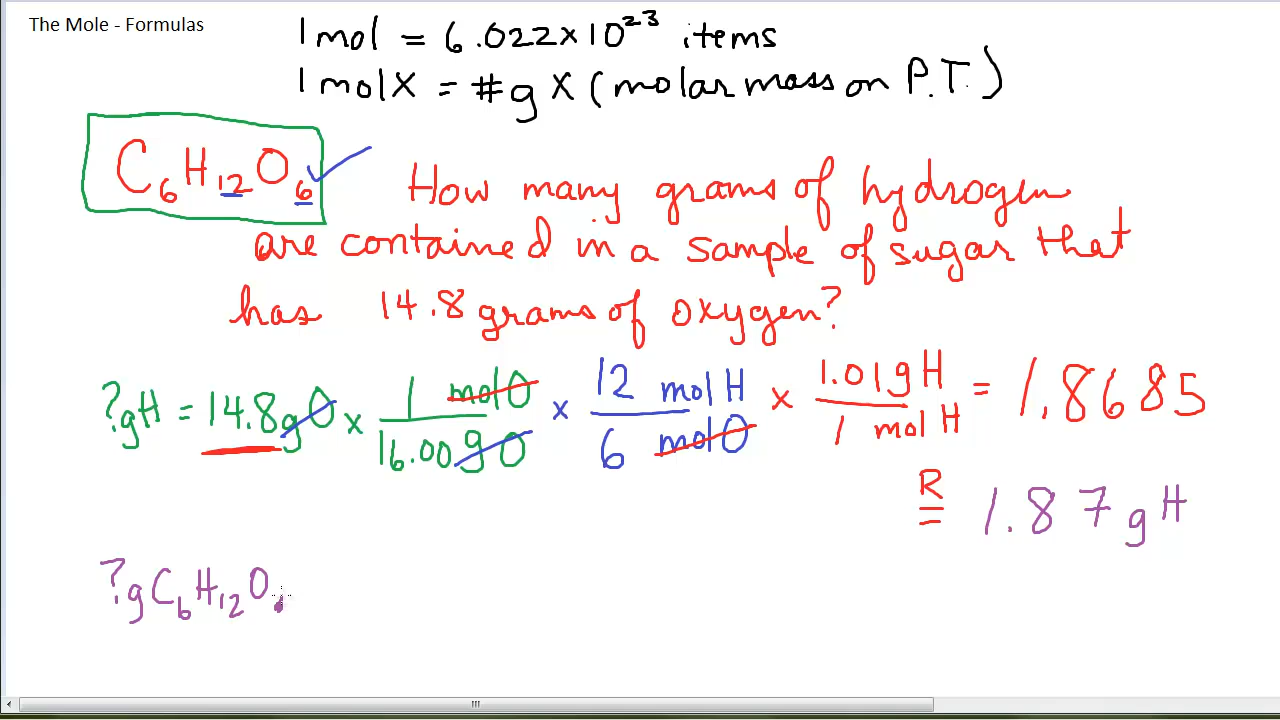 The Mole - Formulas
1 mol = 6.022 × 10²³ items
1 mol X = # g X (molar mass on P.T.)
C₆H₁₂O₆ How many grams of hydrogen
are contained in a sample of sugar that
has 14.8 grams of oxygen?
? g H = 14.8 g O × 1 mol O / 16.00 g O × 12 mol H / 6 mol O × 1.01 g H / 1 mol H = 1.8685
R = 1.87 g H
? g C₆H₁₂O